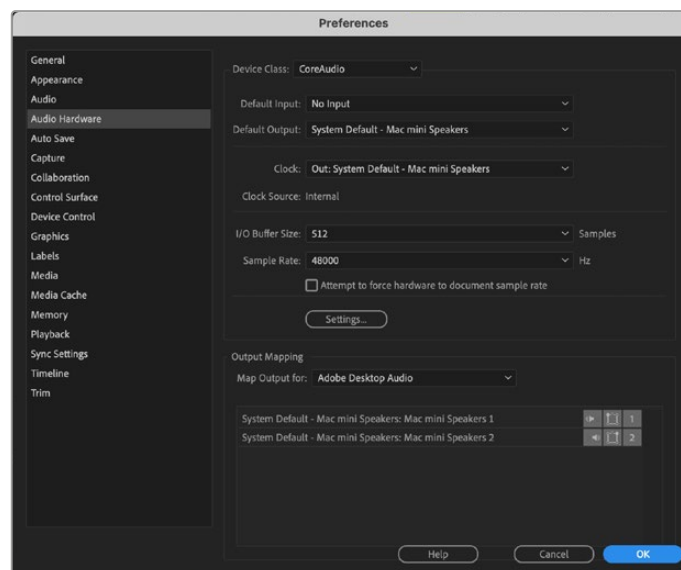 Preferences
General
Appearance
Audio
Audio Hardware
Auto Save
Capture
Collaboration
Control Surface
Device Control
Graphics
Labels
Media
Media Cache
Memory
Playback
Sync Settings
Timeline
Trim
Device Class: CoreAudio
Default Input: No Input
Default Output: System Default - Mac mini Speakers
Clock: Out: System Default - Mac mini Speakers
Clock Source: Internal
I/O Buffer Size: 512 Samples
Sample Rate: 48000 Hz
Attempt to force hardware to document sample rate
Settings...
Output Mapping
Map Output for: Adobe Desktop Audio
System Default - Mac mini Speakers: Mac mini Speakers 1 1
System Default - Mac mini Speakers: Mac mini Speakers 2 2
Help Cancel OK